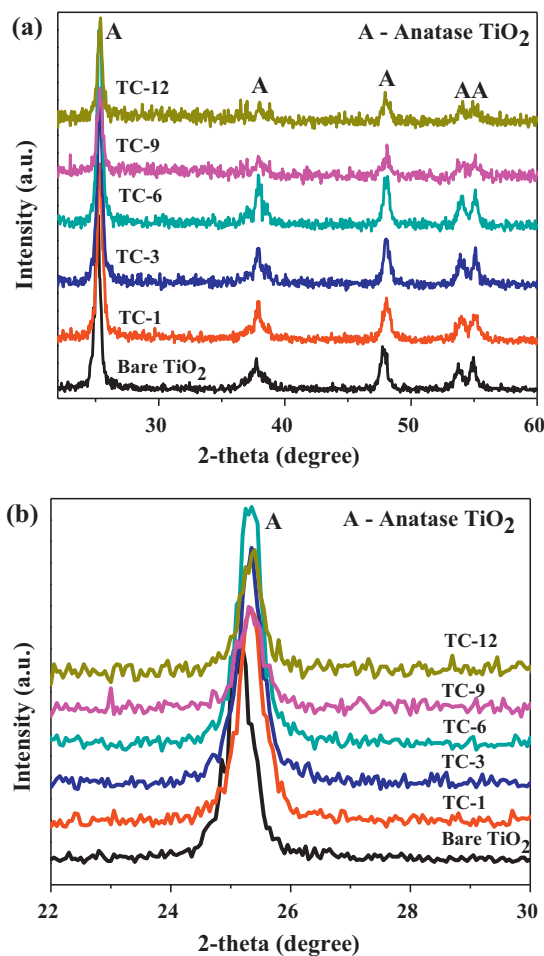 (a)
A
A - Anatase TiO2
A
A
A A
TC-12
TC-9
TC-6
TC-3
TC-1
Bare TiO2
Intensity (a.u.)
30 40 50 60
2-theta (degree)
(b)
A
A - Anatase TiO2
TC-12
TC-9
TC-6
TC-3
TC-1
Bare TiO2
Intensity (a.u.)
22 24 26 28 30
2-theta (degree)